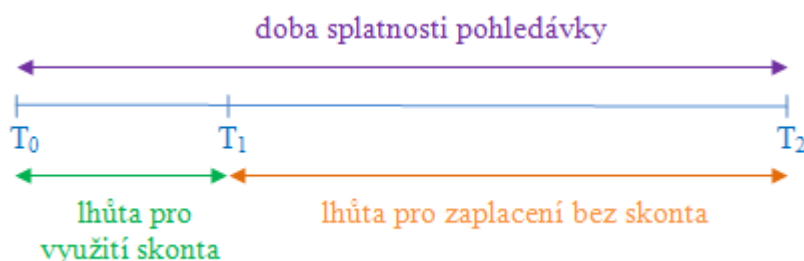 doba splatnosti pohledávky
T₀ T₁ T₂
lhůta pro
využití skonta
lhůta pro zaplacení bez skonta